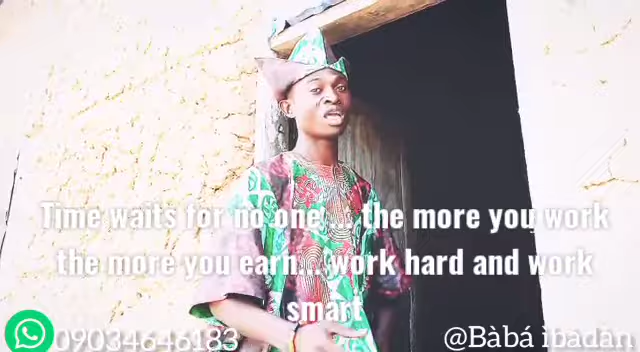 Time waits for no one... the more you work
the more you earn... work hard and work
smart
09034646183
@Bàbá ìbàdàn